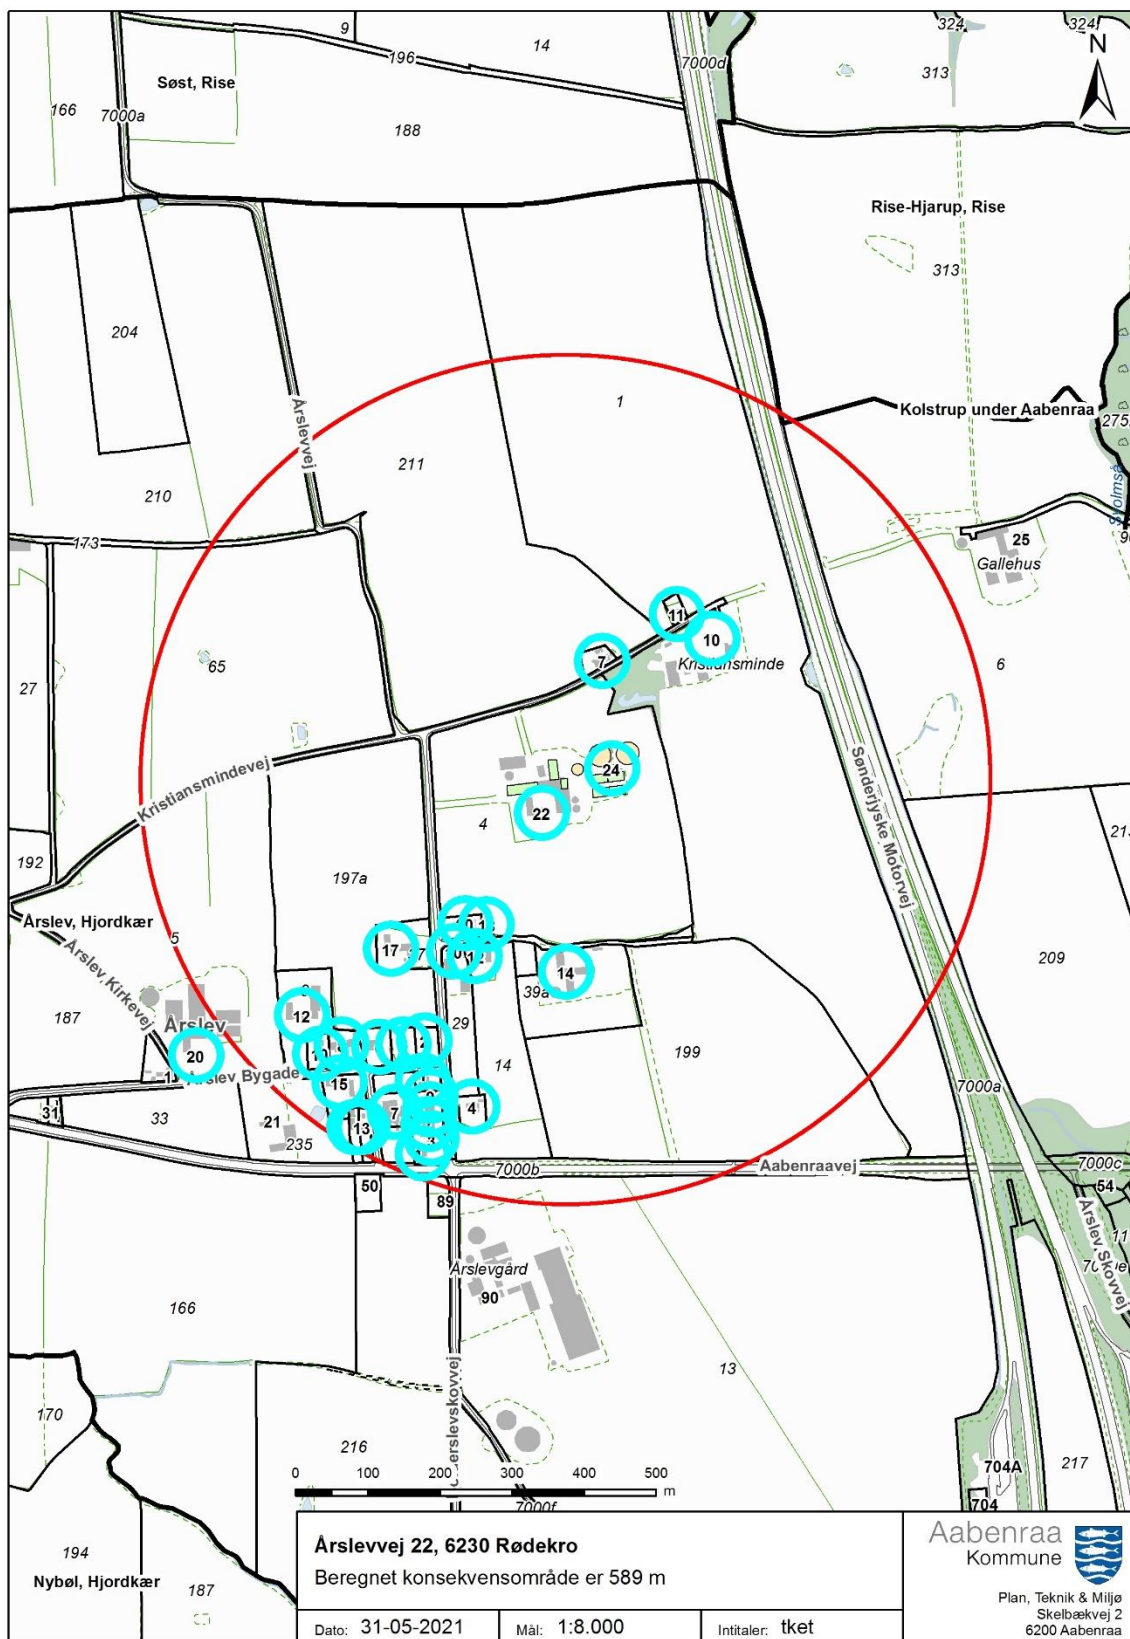 9
14
196
324
324
7000d
313
N
Søst, Rise
166
7000a
188
Rise-Hjarup, Rise
313
204
1
Kolstrup under Aabenraa
275
Årslevvej
211
210
173
Svolmså
25
Gallehus
11
10
7
Kristiansminde
65
6
27
24
22
4
Kristiansmindevej
Sønderjyske Motorvej
192
197a
Årslev, Hjordkær
5
17
14
39a
209
Årslev Kirkevej
187
12
Årslev
20
29
14
199
Årslev Bygade
15
7000a
31
33
21
235
13
7
4
7000b
Aabenraavej
7000c
54
50
89
Årslev Skovvej
Årslevgård
90
166
13
170
216
0 100 200 300 400 500
m
704A
217
704
7000f
194
Nybøl, Hjordkær
187
Årslevvej 22, 6230 Rødekro
Beregnet konsekvensområde er 589 m
Dato: 31-05-2021
Mål: 1:8.000
Intitaler: tket
Aabenraa
Kommune
Plan, Teknik & Miljø
Skelbækvej 2
6200 Aabenraa